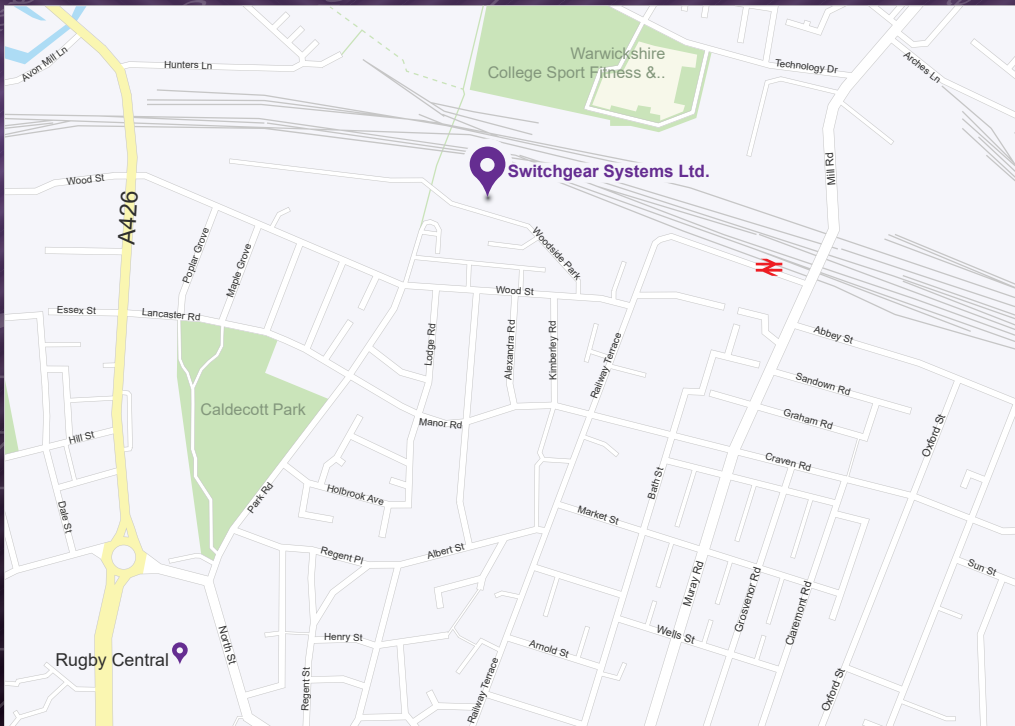 Warwickshire
College Sport Fitness &..
Technology Dr
Arches Ln
Avon Mill Ln
Hunters Ln
Mill Rd
Switchgear Systems Ltd.
Wood St
A426
Poplar Grove
Maple Grove
Woodside Park
Wood St
Essex St
Lancaster Rd
Lodge Rd
Alexandra Rd
Kimberley Rd
Railway Terrace
Abbey St
Sandown Rd
Graham Rd
Oxford St
Caldecott Park
Manor Rd
Hill St
Craven Rd
Bath St
Park Rd
Holbrook Ave
Dale St
Market St
Regent Pl
Albert St
Sun St
Muray Rd
Grosvenor Rd
Claremont Rd
North St
Henry St
Wells St
Arnold St
Rugby Central
Regent St
Railway Terrace
Oxford St